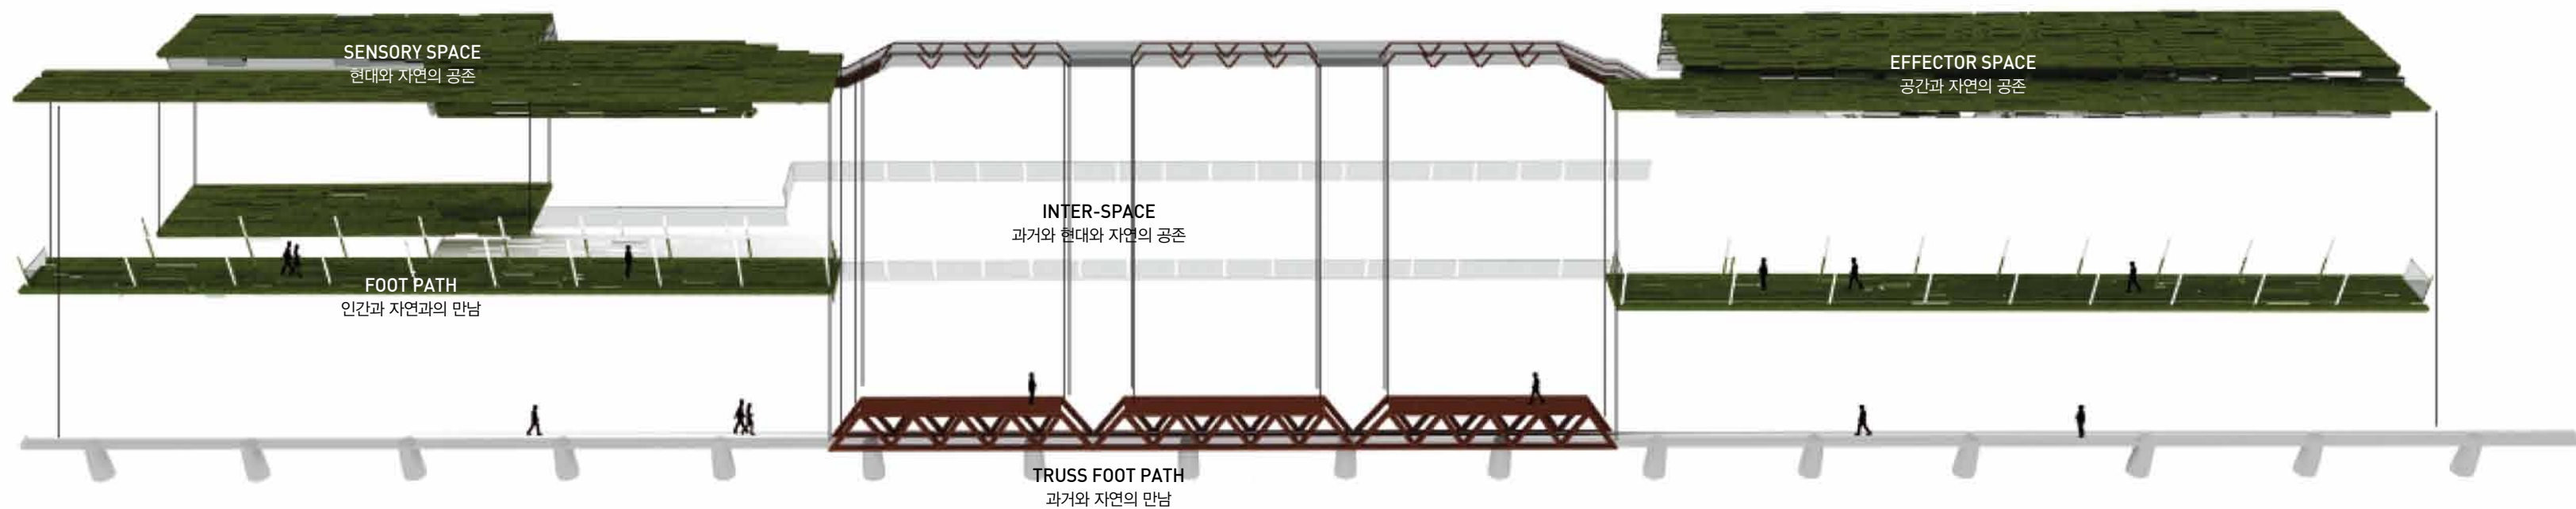 SENSORY SPACE
현대와 자연의 공존
EFFECTOR SPACE
공간과 자연의 공존
INTER-SPACE
과거와 현대와 자연의 공존
FOOT PATH
인간과 자연과의 만남
TRUSS FOOT PATH
과거와 자연의 만남